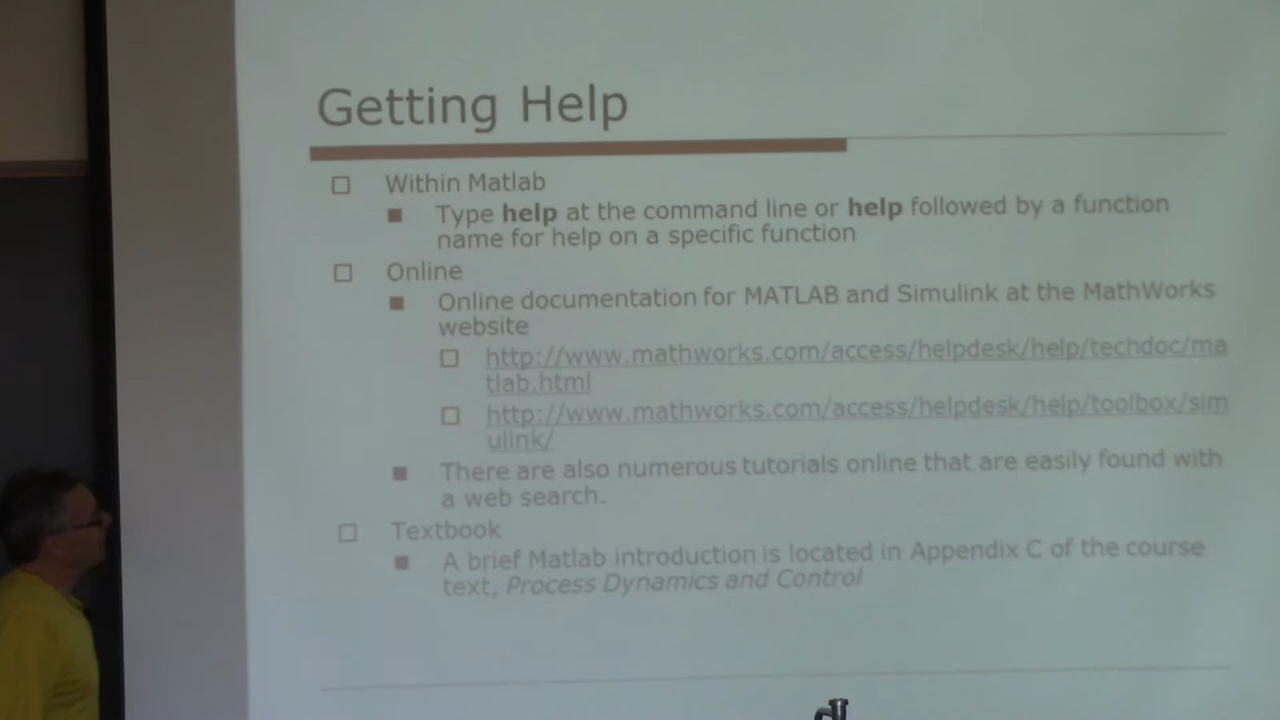 Getting Help
Within Matlab
Type help at the command line or help followed by a function
name for help on a specific function
Online
Online documentation for MATLAB and Simulink at the MathWorks
website
http://www.mathworks.com/access/helpdesk/help/techdoc/ma
tlab.html
http://www.mathworks.com/access/helpdesk/help/toolbox/sim
ulink/
There are also numerous tutorials online that are easily found with
a web search.
Textbook
A brief Matlab introduction is located in Appendix C of the course
text, Process Dynamics and Control